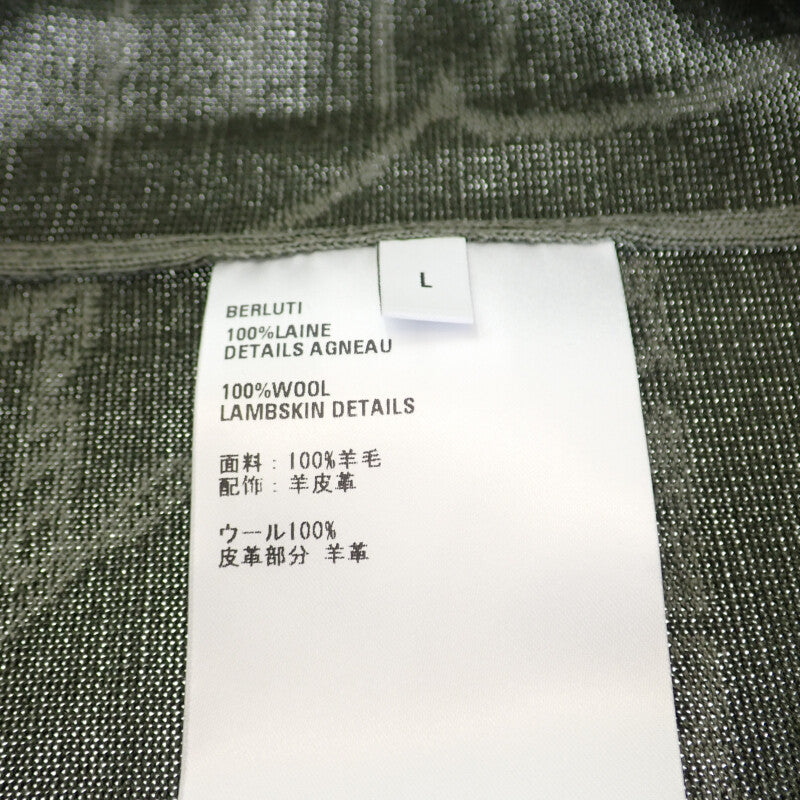 L
BERLUTI
100%LAINE
DETAILS AGNEAU
100%WOOL
LAMBSKIN DETAILS
面料：100%羊毛
配饰：羊皮革
ウール100%
皮革部分 羊革